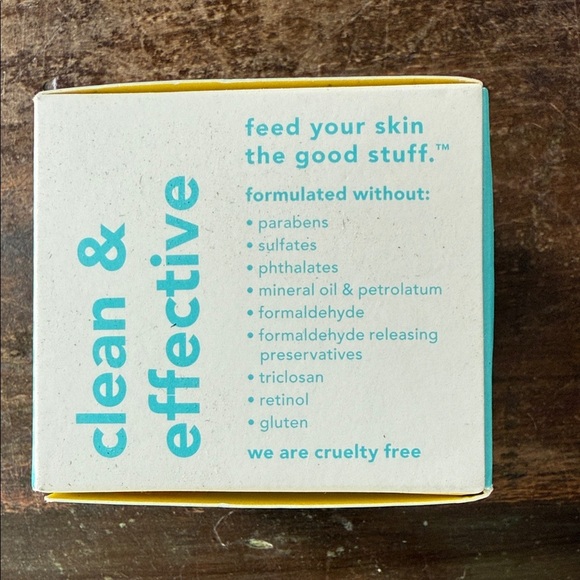 clean &
effective
feed your skin
the good stuff.™
formulated without:
• parabens
• sulfates
• phthalates
• mineral oil & petrolatum
• formaldehyde
• formaldehyde releasing
preservatives
• triclosan
• retinol
• gluten
we are cruelty free